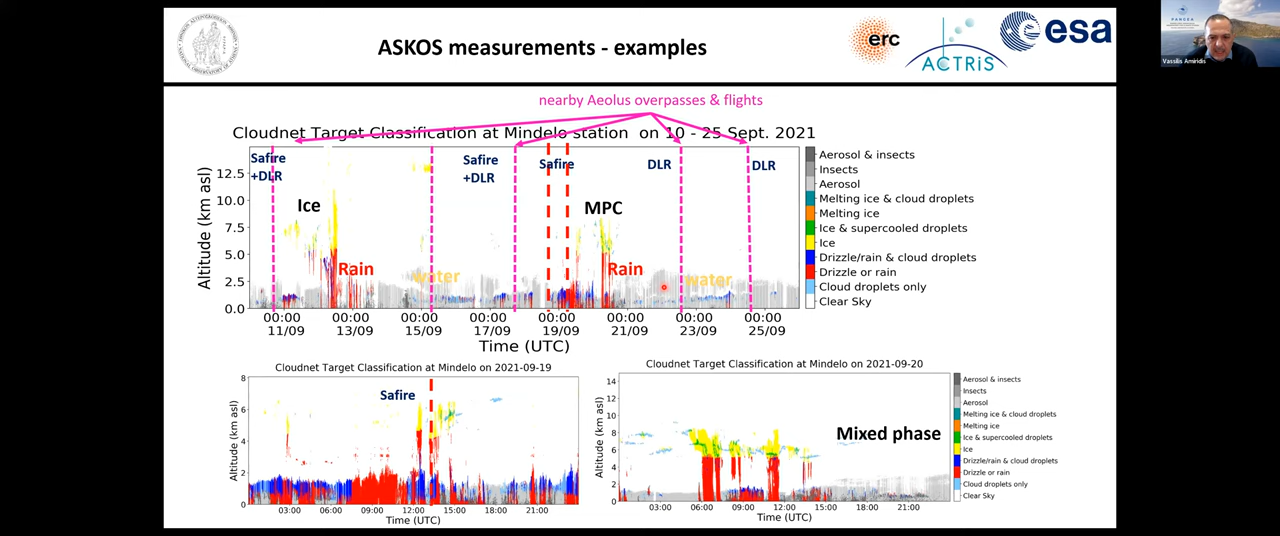 ASKOS measurements - examples
erc
ACTRiS
esa
PANGEA
Vassilis Amiridis
nearby Aeolus overpasses & flights
Cloudnet Target Classification at Mindelo station on 10 - 25 Sept. 2021
Altitude (km asl)
12.5
10.0
7.5
5.0
2.5
0.0
Safire
+DLR
Safire
+DLR
Safire
DLR
DLR
Ice
MPC
Rain
water
Rain
water
00:00 00:00 00:00 00:00 00:00 00:00 00:00 00:00
11/09 13/09 15/09 17/09 19/09 21/09 23/09 25/09
Time (UTC)
Aerosol & insects
Insects
Aerosol
Melting ice & cloud droplets
Melting ice
Ice & supercooled droplets
Ice
Drizzle/rain & cloud droplets
Drizzle or rain
Cloud droplets only
Clear Sky
Cloudnet Target Classification at Mindelo on 2021-09-19
Altitude (km asl)
8
6
4
2
0
Safire
03:00 06:00 09:00 12:00 15:00 18:00 21:00
Time (UTC)
Cloudnet Target Classification at Mindelo on 2021-09-20
Altitude (km asl)
14
12
10
8
6
4
2
0
Mixed phase
03:00 06:00 09:00 12:00 15:00 18:00 21:00
Time (UTC)
Aerosol & insects
Insects
Aerosol
Melting ice & cloud droplets
Melting ice
Ice & supercooled droplets
Ice
Drizzle/rain & cloud droplets
Drizzle or rain
Cloud droplets only
Clear Sky